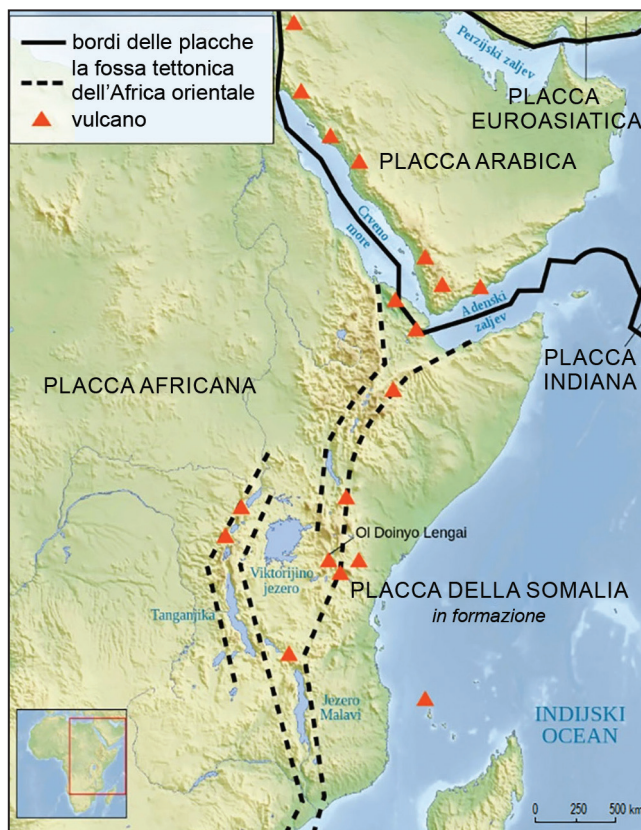 bordi delle placche
la fossa tettonica
dell'Africa orientale
vulcano
Perzijski zaljev
PLACCA
EUROASIATICA
PLACCA ARABICA
Crveno
more
Adenski
zaljev
PLACCA
INDIANA
PLACCA AFRICANA
Ol Doinyo Lengai
Viktorijino
jezero
PLACCA DELLA SOMALIA
in formazione
Tanganjika
Jezero
Malavi
INDIJSKI
OCEAN
0 500 km